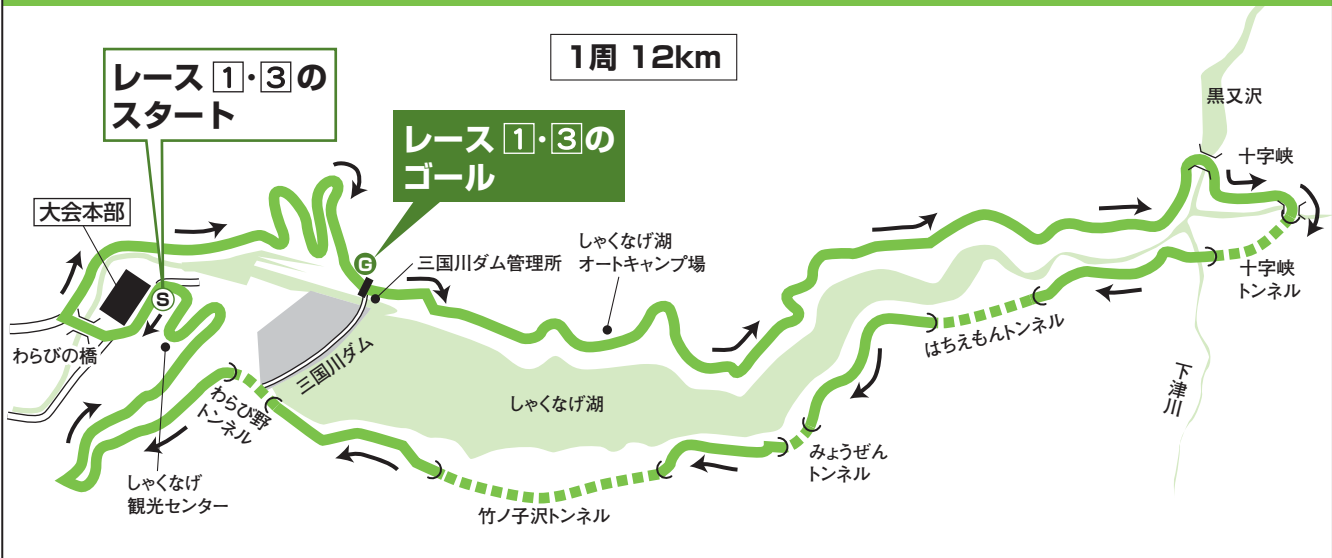 1周 12km
レース 1・3の
スタート
レース 1・3の
ゴール
大会本部
S
G
黒又沢
十字峡
しゃくなげ湖
オートキャンプ場
三国川ダム管理所
十字峡
トンネル
わらびの橋
三国川ダム
はちえもんトンネル
下津川
わらび野
トンネル
しゃくなげ湖
みょうぜん
トンネル
しゃくなげ
観光センター
竹ノ子沢トンネル